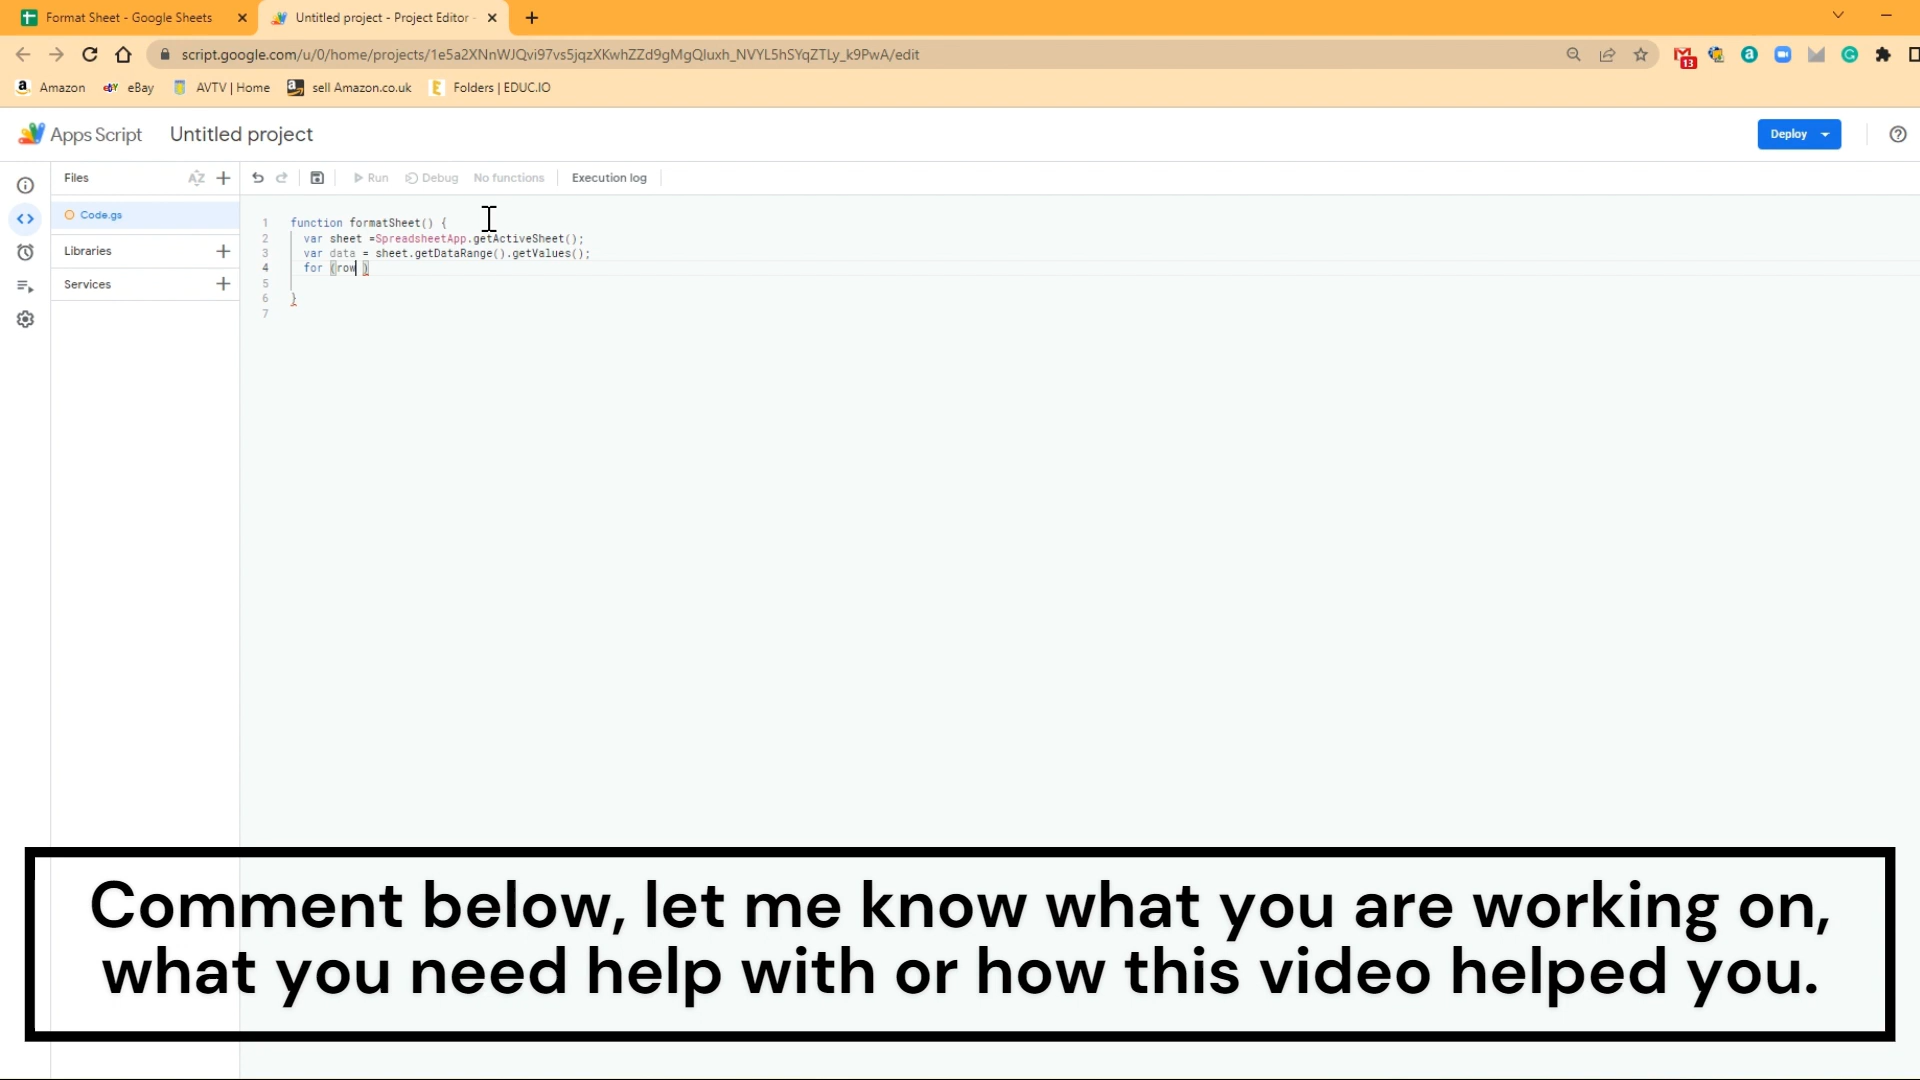 Format Sheet - Google Sheets
Untitled project - Project Editor -
script.google.com/u/0/home/projects/1e5a2XNnWJQvi97vs5jqzXKwhZZd9gMgQluxh_NVYL5hSYqZTLy_k9PwA/edit
13
Amazon
eBay
AVTV | Home
sell Amazon.co.uk
Folders | EDUC.IO
Apps Script
Untitled project
Deploy
Files
AZ
Run
Debug
No functions
Execution log
Code.gs
Libraries
Services
1 function formatSheet() {
2 var sheet =SpreadsheetApp.getActiveSheet();
3 var data = sheet.getDataRange().getValues();
4 for (row )
5
6 }
7
Comment below, let me know what you are working on,
what you need help with or how this video helped you.